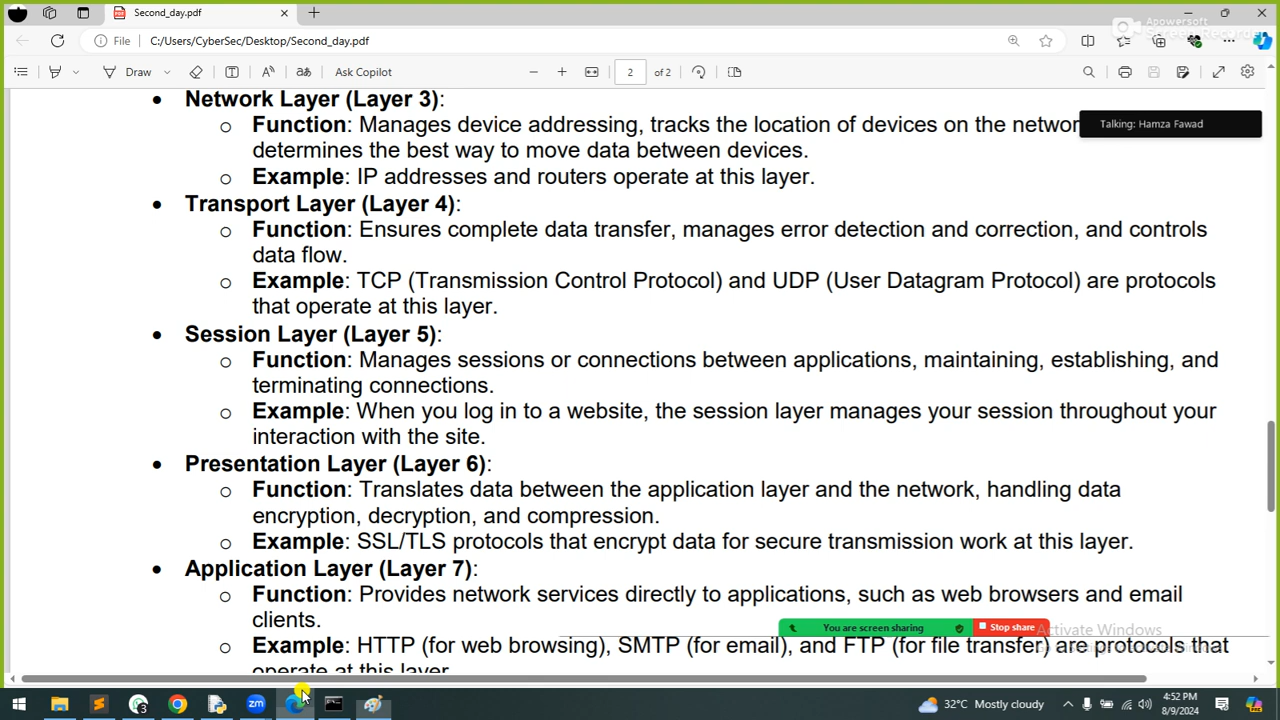 Second_day.pdf
Apowersoft
Screen Recorder
File
C:/Users/CyberSec/Desktop/Second_day.pdf
Draw
Ask Copilot
2 of 2
• Network Layer (Layer 3):
Talking: Hamza Fawad
o Function: Manages device addressing, tracks the location of devices on the networ
determines the best way to move data between devices.
o Example: IP addresses and routers operate at this layer.
• Transport Layer (Layer 4):
o Function: Ensures complete data transfer, manages error detection and correction, and controls
data flow.
o Example: TCP (Transmission Control Protocol) and UDP (User Datagram Protocol) are protocols
that operate at this layer.
• Session Layer (Layer 5):
o Function: Manages sessions or connections between applications, maintaining, establishing, and
terminating connections.
o Example: When you log in to a website, the session layer manages your session throughout your
interaction with the site.
• Presentation Layer (Layer 6):
o Function: Translates data between the application layer and the network, handling data
encryption, decryption, and compression.
o Example: SSL/TLS protocols that encrypt data for secure transmission work at this layer.
• Application Layer (Layer 7):
o Function: Provides network services directly to applications, such as web browsers and email
clients.
You are screen sharing
Stop share
Activate Windows
o Example: HTTP (for web browsing), SMTP (for email), and FTP (for file transfer) are protocols that
operate at this layer
zm
32°C Mostly cloudy
4:52 PM
8/9/2024